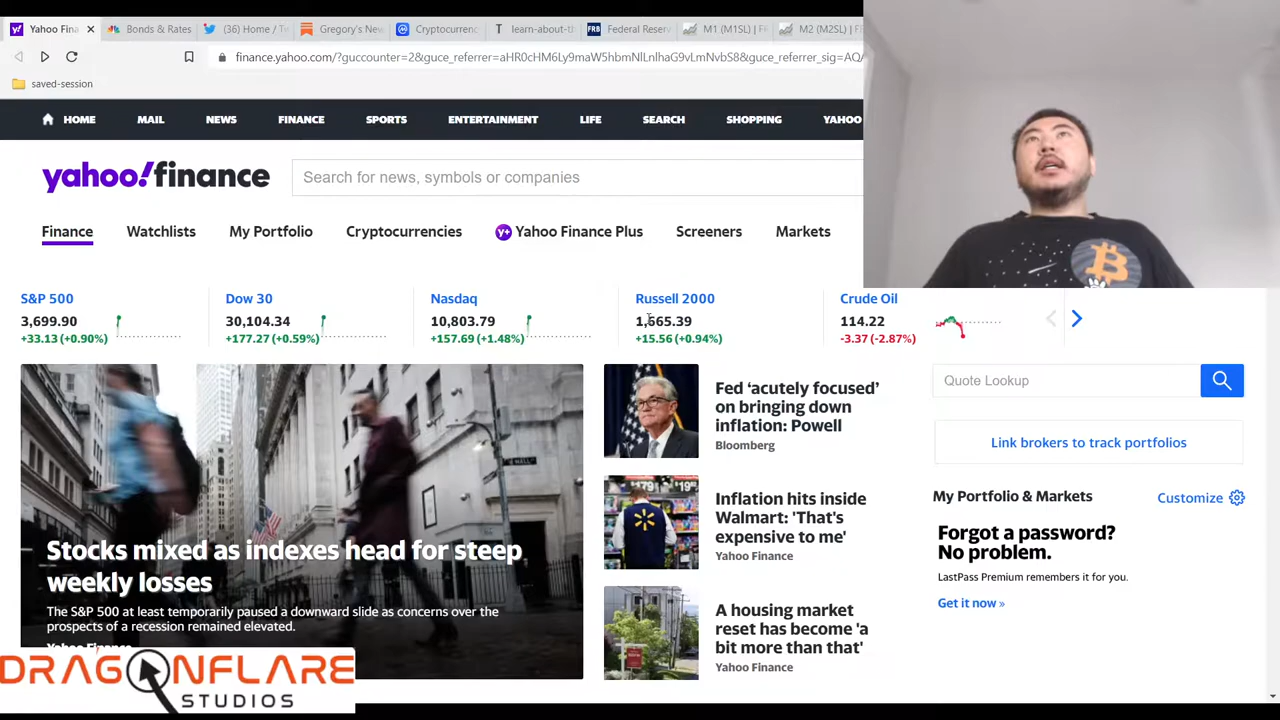 Yahoo Fina
Bonds & Rates
(36) Home / Tw
Gregory's New
Cryptocurrenc
learn-about-th
Federal Reser
M1 (M1SL) | F
M2 (M2SL) | F
finance.yahoo.com/?guccounter=2&guce_referrer=aHR0cHM6Ly9maW5hbmNlLnlhaG9vLmNvbS8&guce_referrer_sig=AQA
saved-session
HOME
MAIL
NEWS
FINANCE
SPORTS
ENTERTAINMENT
LIFE
SEARCH
SHOPPING
YAHOO
yahoo!finance
Search for news, symbols or companies
Finance
Watchlists
My Portfolio
Cryptocurrencies
y+ Yahoo Finance Plus
Screeners
Markets
S&P 500
3,699.90
+33.13 (+0.90%)
Dow 30
30,104.34
+177.27 (+0.59%)
Nasdaq
10,803.79
+157.69 (+1.48%)
Russell 2000
1,665.39
+15.56 (+0.94%)
Crude Oil
114.22
-3.37 (-2.87%)
Stocks mixed as indexes head for steep
weekly losses
The S&P 500 at least temporarily paused a downward slide as concerns over the
prospects of a recession remained elevated.
Yahoo Finance
Fed ‘acutely focused’
on bringing down
inflation: Powell
Bloomberg
Inflation hits inside
Walmart: 'That's
expensive to me'
Yahoo Finance
A housing market
reset has become 'a
bit more than that'
Yahoo Finance
Quote Lookup
Link brokers to track portfolios
My Portfolio & Markets
Customize
Forgot a password?
No problem.
LastPass Premium remembers it for you.
Get it now »
DRAGONFLARE
STUDIOS